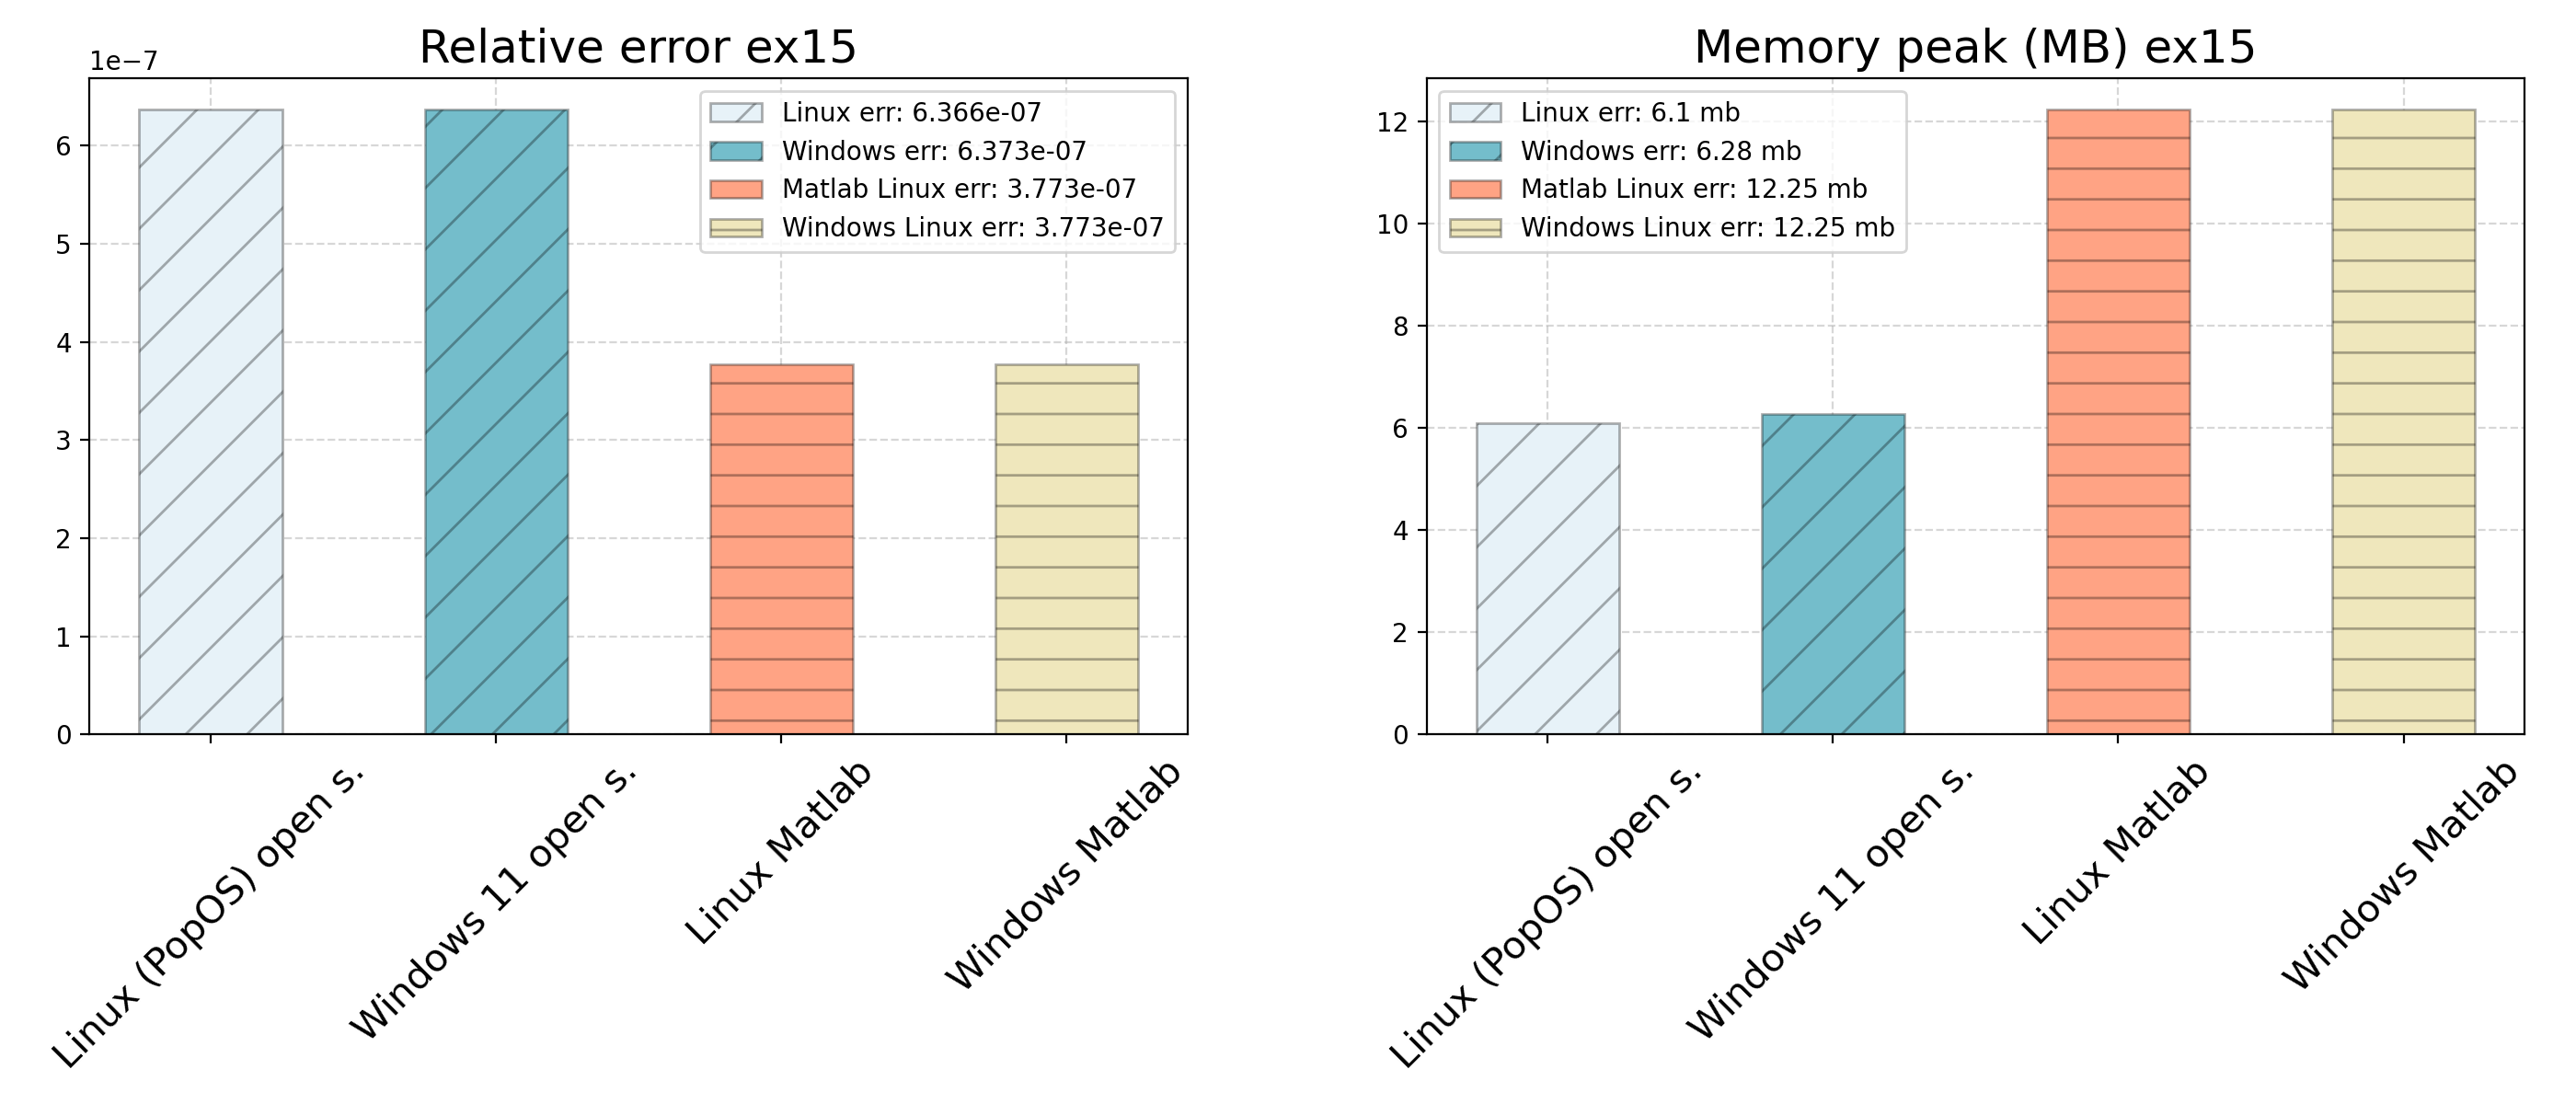 Relative error ex15
1e−7
6
5
4
3
2
1
0
Linux err: 6.366e-07
Windows err: 6.373e-07
Matlab Linux err: 3.773e-07
Windows Linux err: 3.773e-07
Linux (PopOS) open s.
Windows 11 open s.
Linux Matlab
Windows Matlab
Memory peak (MB) ex15
12
10
8
6
4
2
0
Linux err: 6.1 mb
Windows err: 6.28 mb
Matlab Linux err: 12.25 mb
Windows Linux err: 12.25 mb
Linux (PopOS) open s.
Windows 11 open s.
Linux Matlab
Windows Matlab